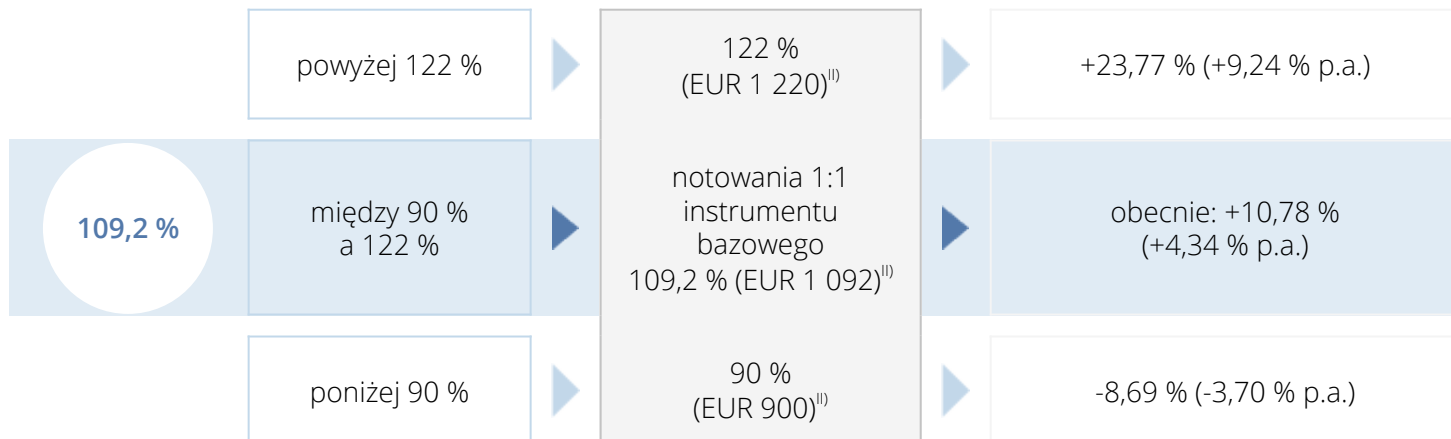 powyżej 122 %
122 %
(EUR 1 220)II)
+23,77 % (+9,24 % p.a.)
109,2 %
między 90 %
a 122 %
notowania 1:1
instrumentu
bazowego
109,2 % (EUR 1 092)II)
obecnie: +10,78 %
(+4,34 % p.a.)
poniżej 90 %
90 %
(EUR 900)II)
-8,69 % (-3,70 % p.a.)